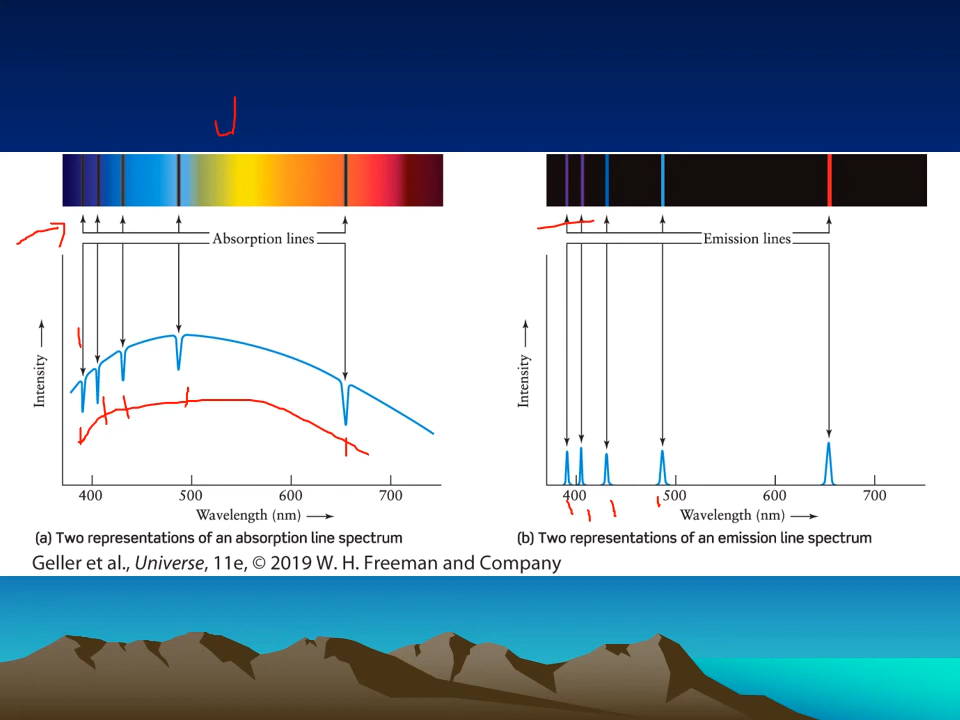 Absorption lines
Emission lines
Intensity
400 500 600 700
Wavelength (nm)
(a) Two representations of an absorption line spectrum
Intensity
400 500 600 700
Wavelength (nm)
(b) Two representations of an emission line spectrum
Geller et al., Universe, 11e, © 2019 W. H. Freeman and Company